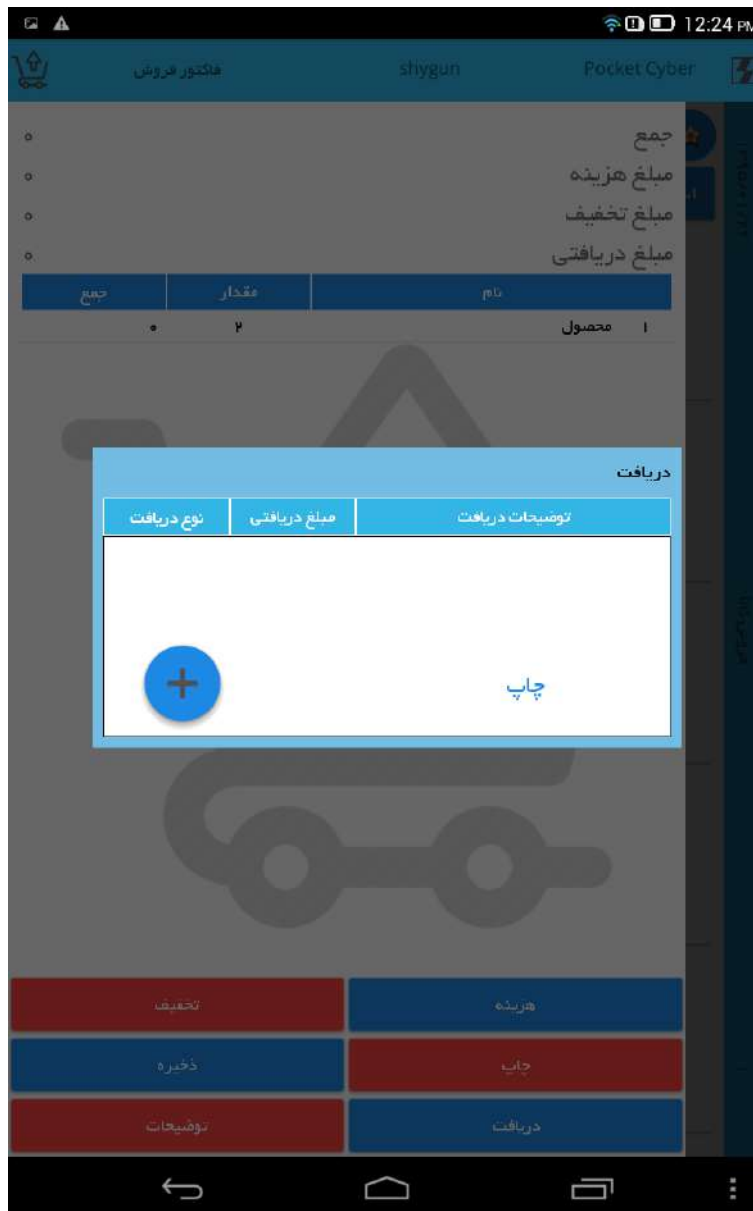 12:24 PM
فاکتور فروش shygun Pocket Cyber
جمع ۰
مبلغ هزینه ۰
مبلغ تخفیف ۰
مبلغ دریافتی ۰
نام مقدار جمع
۱ محصول ۲ ۰
دریافت
توضیحات دریافت مبلغ دریافتی نوع دریافت
چاپ
هزینه تخفیف
چاپ ذخیره
دریافت توضیحات